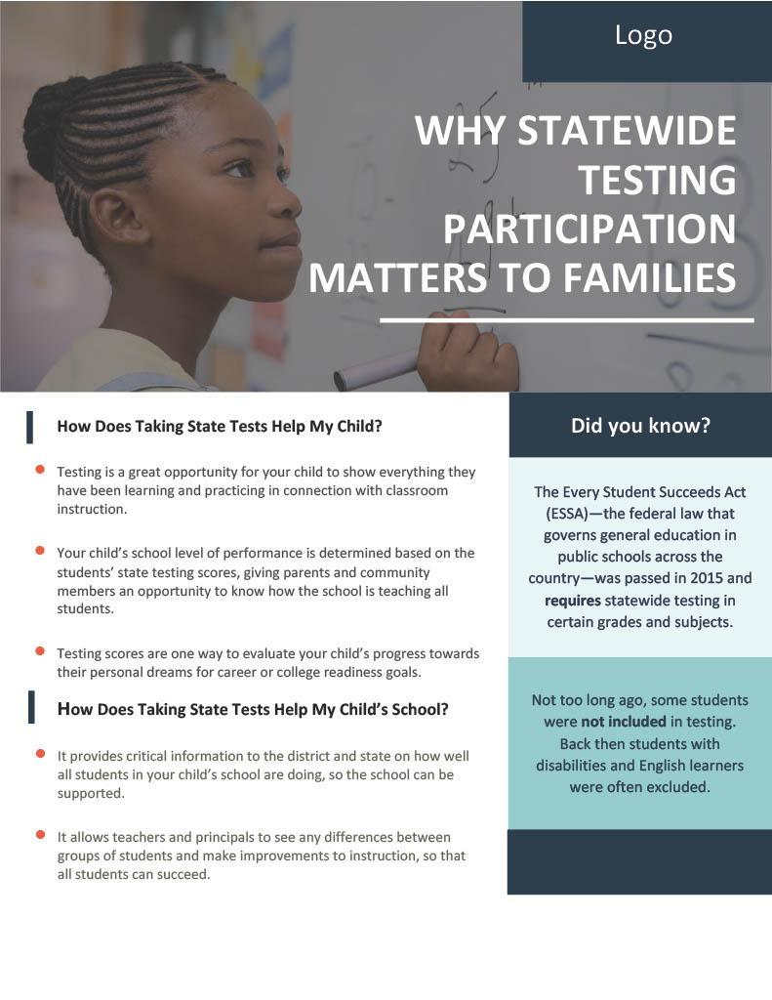 Logo
WHY STATEWIDE
TESTING
PARTICIPATION
MATTERS TO FAMILIES
How Does Taking State Tests Help My Child?
Testing is a great opportunity for your child to show everything they
have been learning and practicing in connection with classroom
instruction.
Your child’s school level of performance is determined based on the
students’ state testing scores, giving parents and community
members an opportunity to know how the school is teaching all
students.
Testing scores are one way to evaluate your child’s progress towards
their personal dreams for career or college readiness goals.
How Does Taking State Tests Help My Child’s School?
It provides critical information to the district and state on how well
all students in your child’s school are doing, so the school can be
supported.
It allows teachers and principals to see any differences between
groups of students and make improvements to instruction, so that
all students can succeed.
Did you know?
The Every Student Succeeds Act
(ESSA)—the federal law that
governs general education in
public schools across the
country—was passed in 2015 and
requires statewide testing in
certain grades and subjects.
Not too long ago, some students
were not included in testing.
Back then students with
disabilities and English learners
were often excluded.